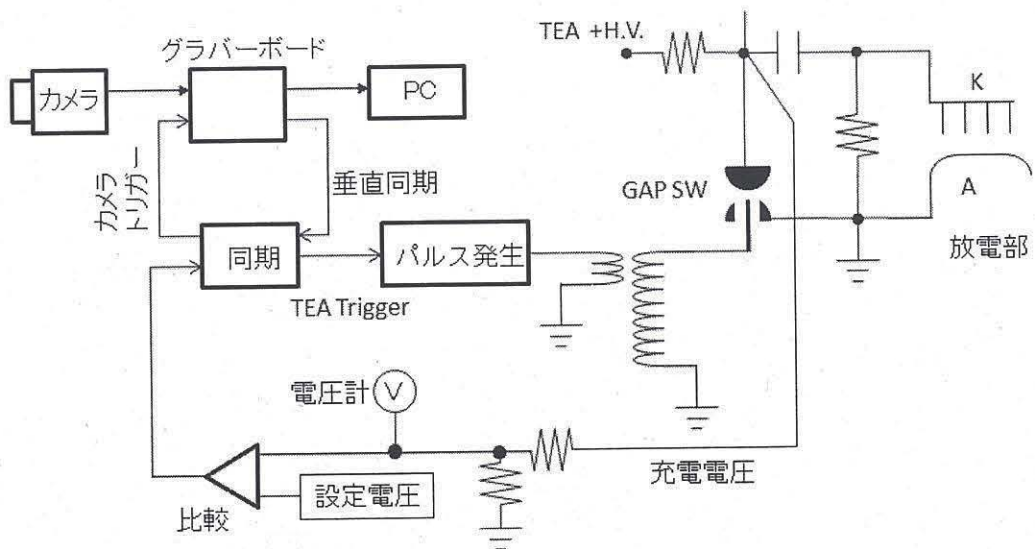 グラバーボード
カメラ
PC
カメラ
トリガー
垂直同期
同期
パルス発生
TEA Trigger
TEA +H.V.
K
GAP SW
A
放電部
電圧計
V
設定電圧
比較
充電電圧